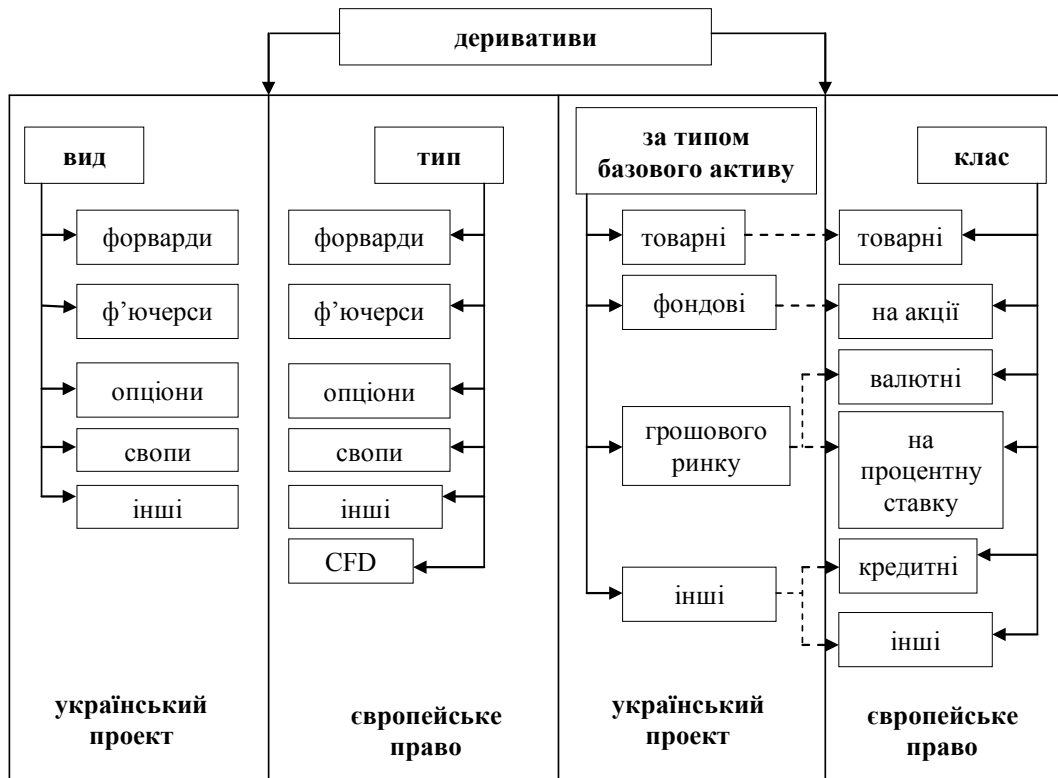 деривативи
вид
форварди
ф’ючерси
опціони
свопи
інші
український
проект
тип
форварди
ф’ючерси
опціони
свопи
інші
CFD
європейське
право
за типом
базового активу
товарні
фондові
грошового
ринку
інші
український
проект
клас
товарні
на акції
валютні
на
процентну
ставку
кредитні
інші
європейське
право